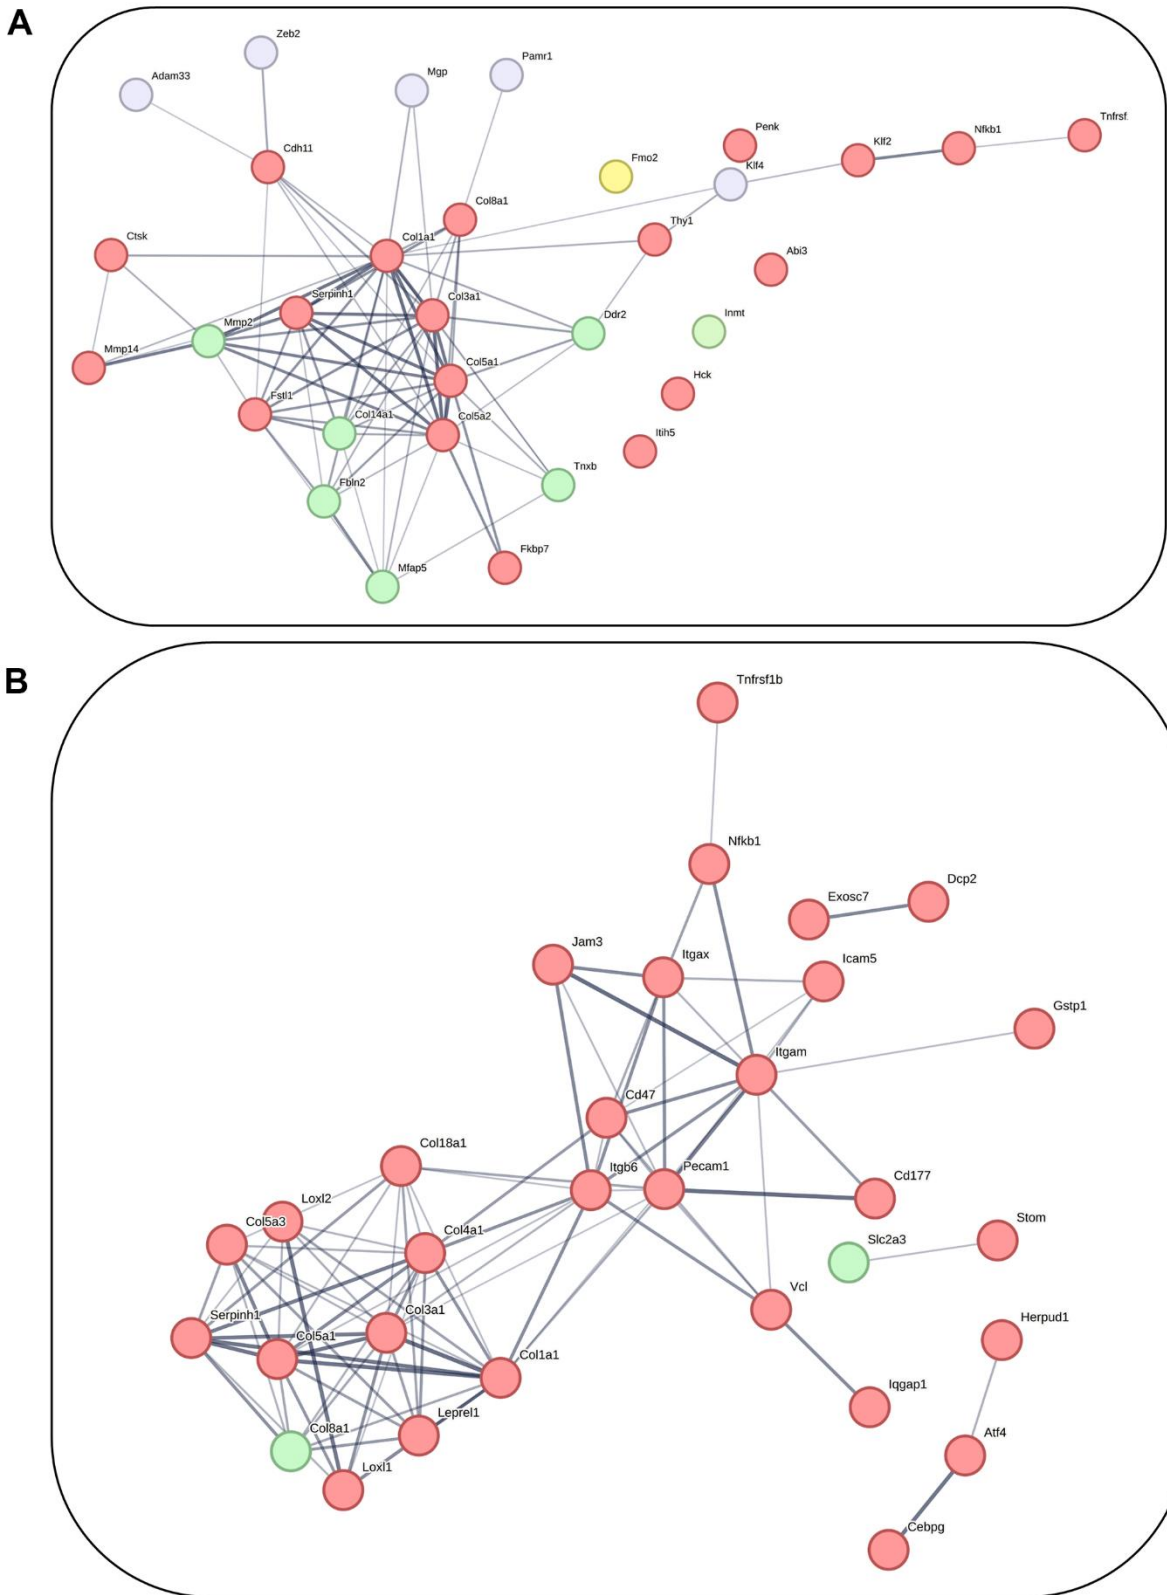 A
Zeb2
Adam33
Mgp
Pamr1
Penk
Klf2
Nfkb1
Tnfrsf.
Cdh11
Fmo2
Klf4
Col8a1
Thy1
Ctsk
Col1a1
Abi3
Serpinh1
Col3a1
Mmp2
Ddr2
Inmt
Mmp14
Col5a1
Hck
Fstl1
Col14a1
Col5a2
Itih5
Tnxb
Fbln2
Fkbp7
Mfap5
B
Tnfrsf1b
Nfkb1
Dcp2
Exosc7
Jam3
Itgax
Icam5
Gstp1
Itgam
Cd47
Col18a1
Itgb6
Pecam1
Cd177
Loxl2
Col5a3
Col4a1
Stom
Slc2a3
Vcl
Serpinh1
Col3a1
Herpud1
Col5a1
Col1a1
Iqgap1
Leprel1
Col8a1
Atf4
Loxl1
Cebpg